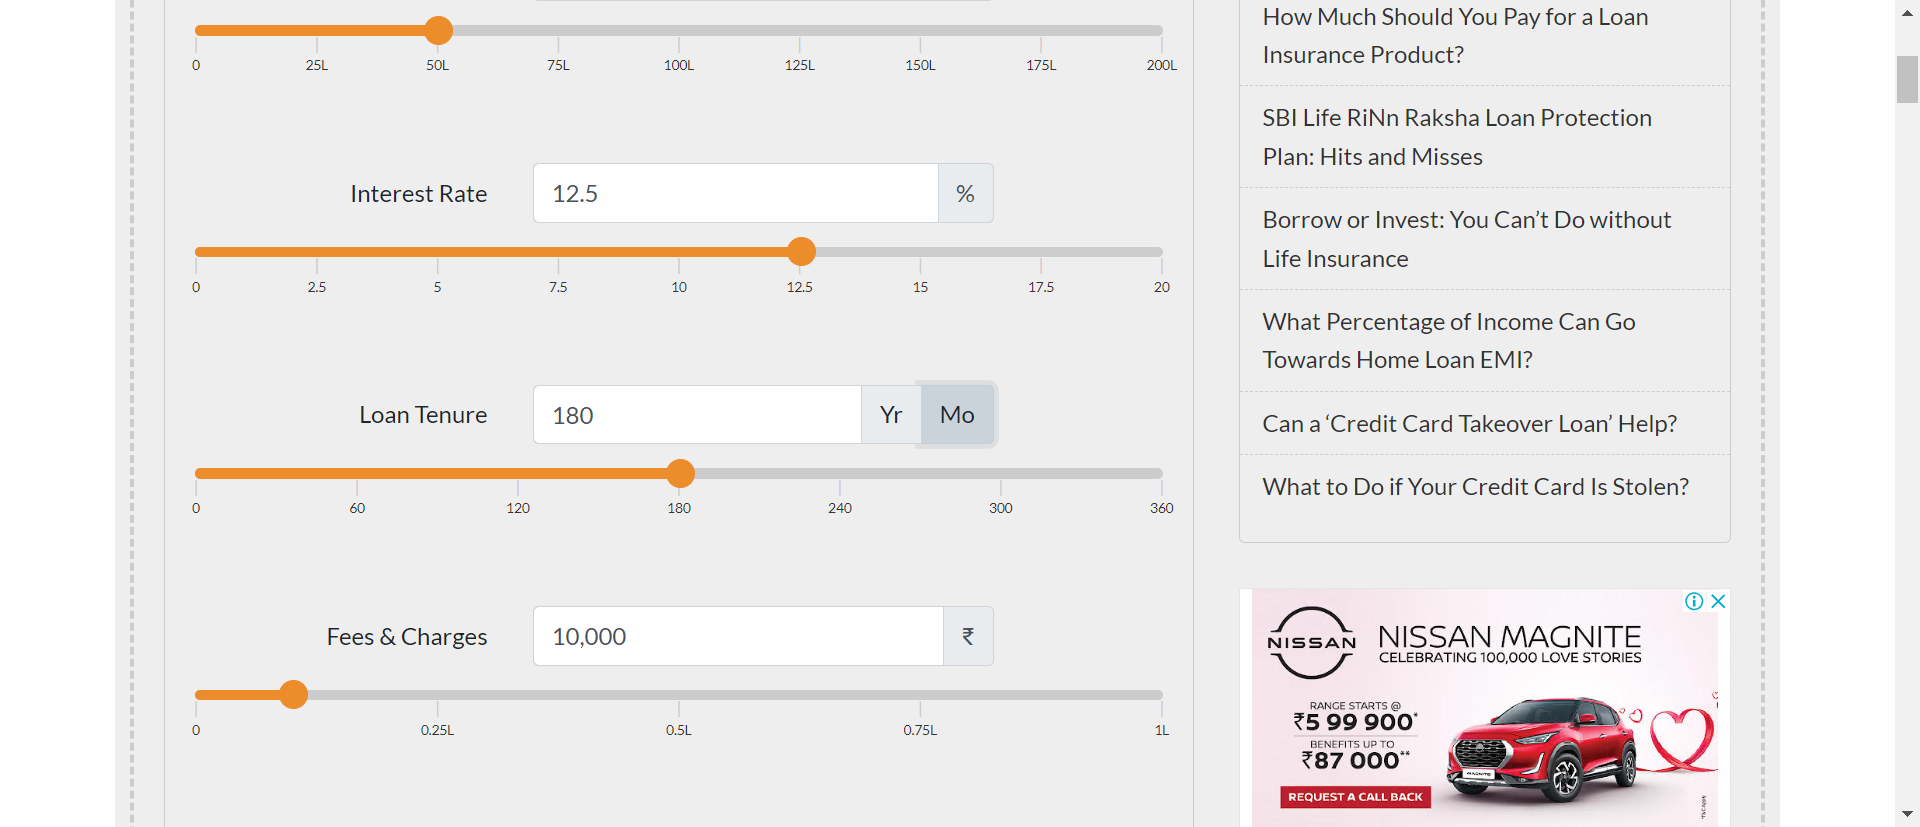 0 25L 50L 75L 100L 125L 150L 175L 200L
Interest Rate 12.5 %
0 2.5 5 7.5 10 12.5 15 17.5 20
Loan Tenure 180 Yr Mo
0 60 120 180 240 300 360
Fees & Charges 10,000 ₹
0 0.25L 0.5L 0.75L 1L
How Much Should You Pay for a Loan
Insurance Product?
SBI Life RiNn Raksha Loan Protection
Plan: Hits and Misses
Borrow or Invest: You Can’t Do without
Life Insurance
What Percentage of Income Can Go
Towards Home Loan EMI?
Can a ‘Credit Card Takeover Loan’ Help?
What to Do if Your Credit Card Is Stolen?
NISSAN
NISSAN MAGNITE
CELEBRATING 100,000 LOVE STORIES
RANGE STARTS @
₹5 99 900*
BENEFITS UP TO
₹87 000**
REQUEST A CALL BACK
MAGNITE
*T&C Apply